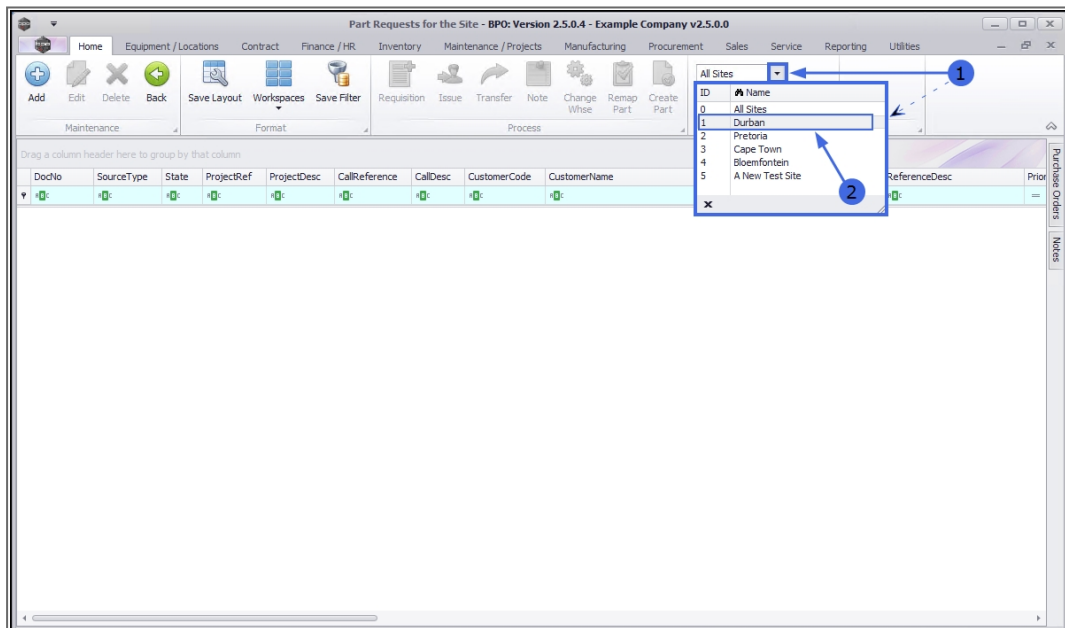 Part Requests for the Site - BPO: Version 2.5.0.4 - Example Company v2.5.0.0
Home Equipment / Locations Contract Finance / HR Inventory Maintenance / Projects Manufacturing Procurement Sales Service Reporting Utilities
Add Edit Delete Back Save Layout Workspaces Save Filter Requisition Issue Transfer Note Change Whse Remap Part Create Part
All Sites
1
Maintenance Format Process
ID Name
0 All Sites
1 Durban
2 Pretoria
3 Cape Town
4 Bloemfontein
5 A New Test Site
2
Drag a column header here to group by that column
DocNo SourceType State ProjectRef ProjectDesc CallReference CallDesc CustomerCode CustomerName ReferenceDesc Prior
Purchase Orders
Notes